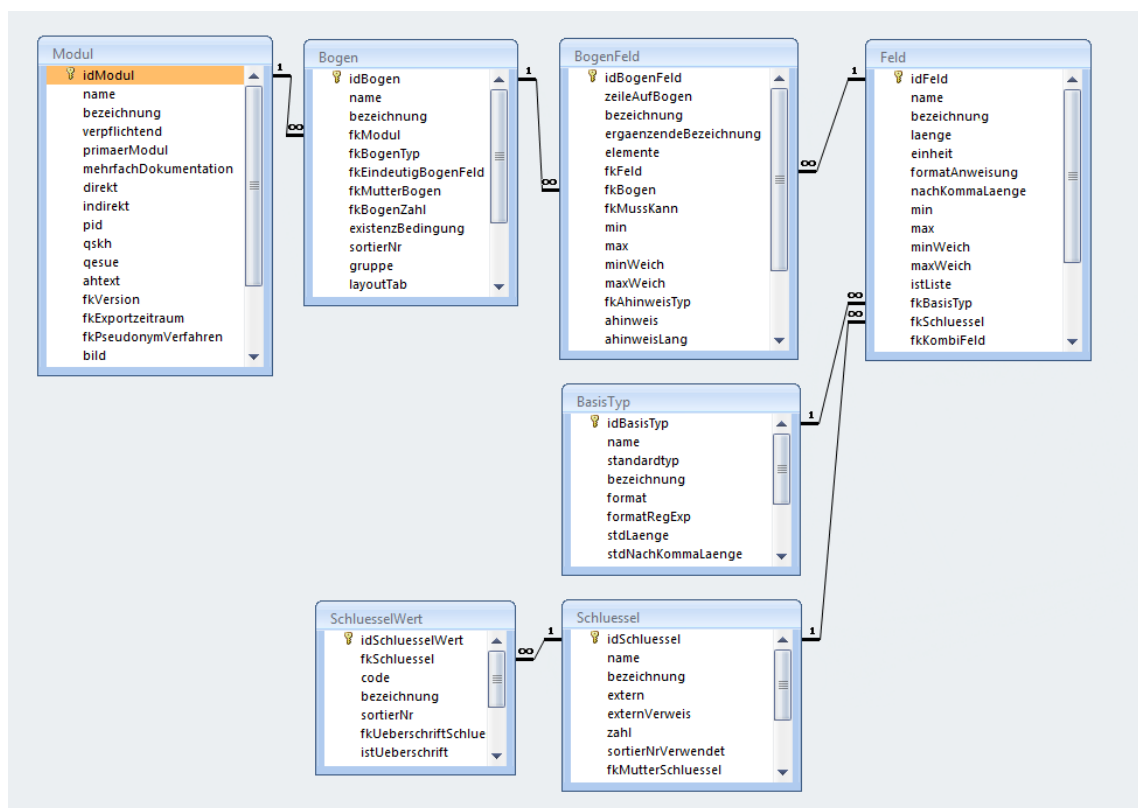 Modul
idModul
name
bezeichnung
verpflichtend
primaerModul
mehrfachDokumentation
direkt
indirekt
pid
qskh
qesue
ahtext
fkVersion
fkExportzeitraum
fkPseudonymVerfahren
bild
1
∞
Bogen
idBogen
name
bezeichnung
fkModul
fkBogenTyp
fkEindeutigBogenFeld
fkMutterBogen
fkBogenZahl
existenzBedingung
sortierNr
gruppe
layoutTab
1
∞
BogenFeld
idBogenFeld
zeileAufBogen
bezeichnung
ergaenzendeBezeichnung
elemente
fkFeld
fkBogen
fkMussKann
min
max
minWeich
maxWeich
fkAhinweisTyp
ahinweis
ahinweisLang
1
∞
Feld
idFeld
name
bezeichnung
laenge
einheit
formatAnweisung
nachKommaLaenge
min
max
minWeich
maxWeich
istListe
fkBasisTyp
fkSchluessel
fkKombiFeld
∞
∞
BasisTyp
idBasisTyp
name
standardtyp
bezeichnung
format
formatRegExp
stdLaenge
stdNachKommaLaenge
1
SchluesselWert
idSchluesselWert
fkSchluessel
code
bezeichnung
sortierNr
fkUeberschriftSchlue
istUeberschrift
1
∞
Schluessel
idSchluessel
name
bezeichnung
extern
externVerweis
zahl
sortierNrVerwendet
fkMutterSchluessel
1